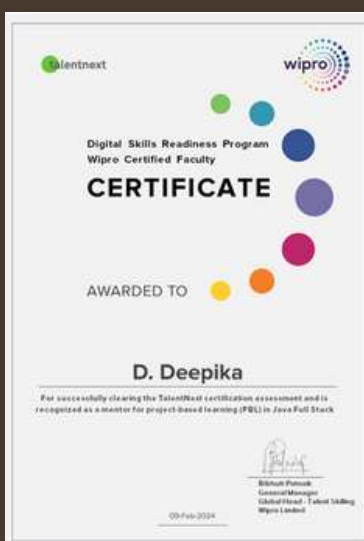 talentnext
wipro
Digital Skills Readiness Program
Wipro Certified Faculty
CERTIFICATE
AWARDED TO
D. Deepika
For successfully clearing the TalentNext certification assessment and is
recognized as a mentor for project-based learning (PBL) in Java Full Stack
General Manager
Global Head - Talent Skilling
Wipro Limited
09-Feb-2024